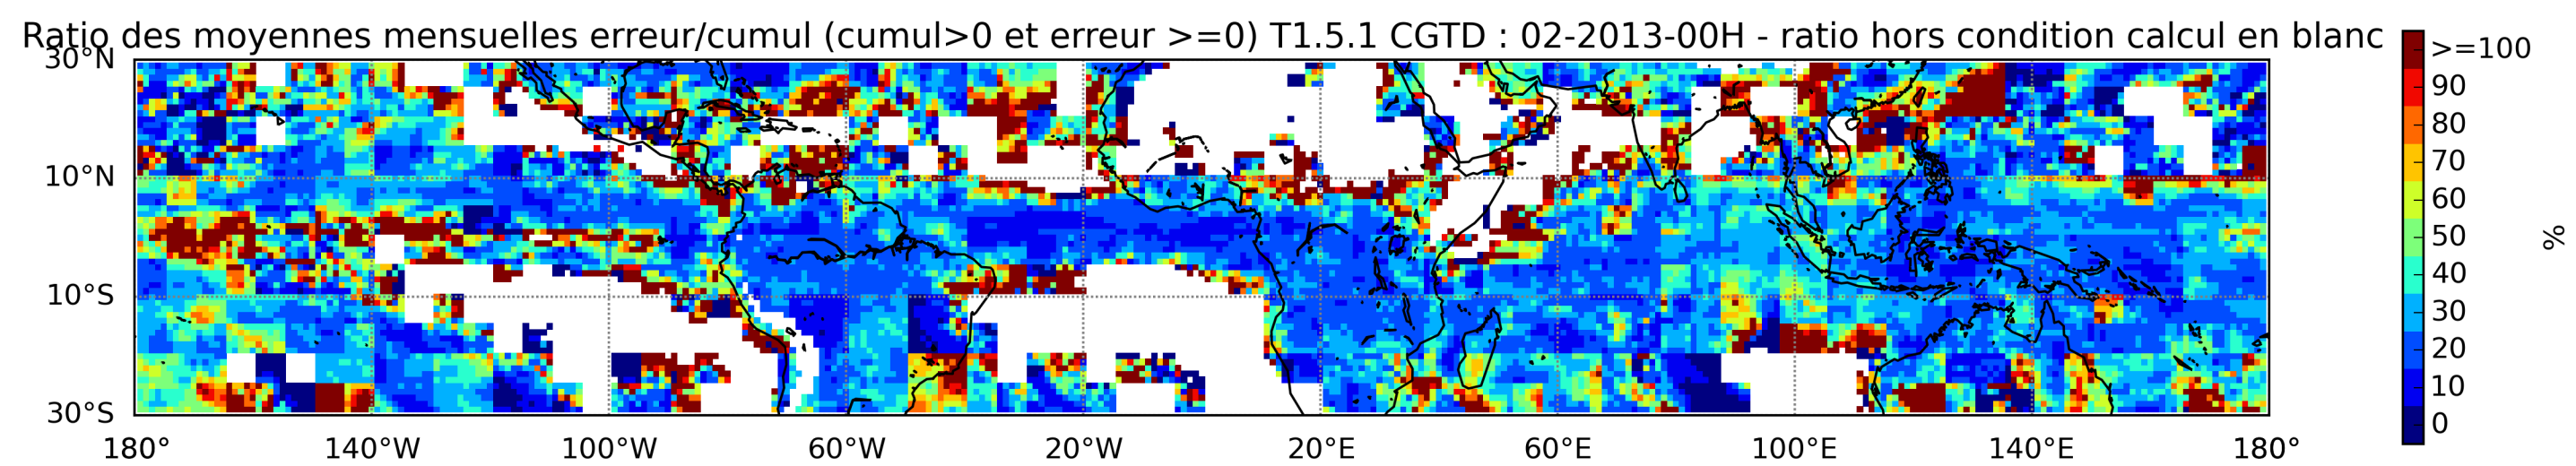 Ratio des moyennes mensuelles erreur/cumul (cumul>0 et erreur >=0) T1.5.1 CGTD : 02-2013-00H - ratio hors condition calcul en blanc
30°N
10°N
10°S
30°S
180°
140°W
100°W
60°W
20°W
20°E
60°E
100°E
140°E
180°
>=100
90
80
70
60
50
40
30
20
10
0
%